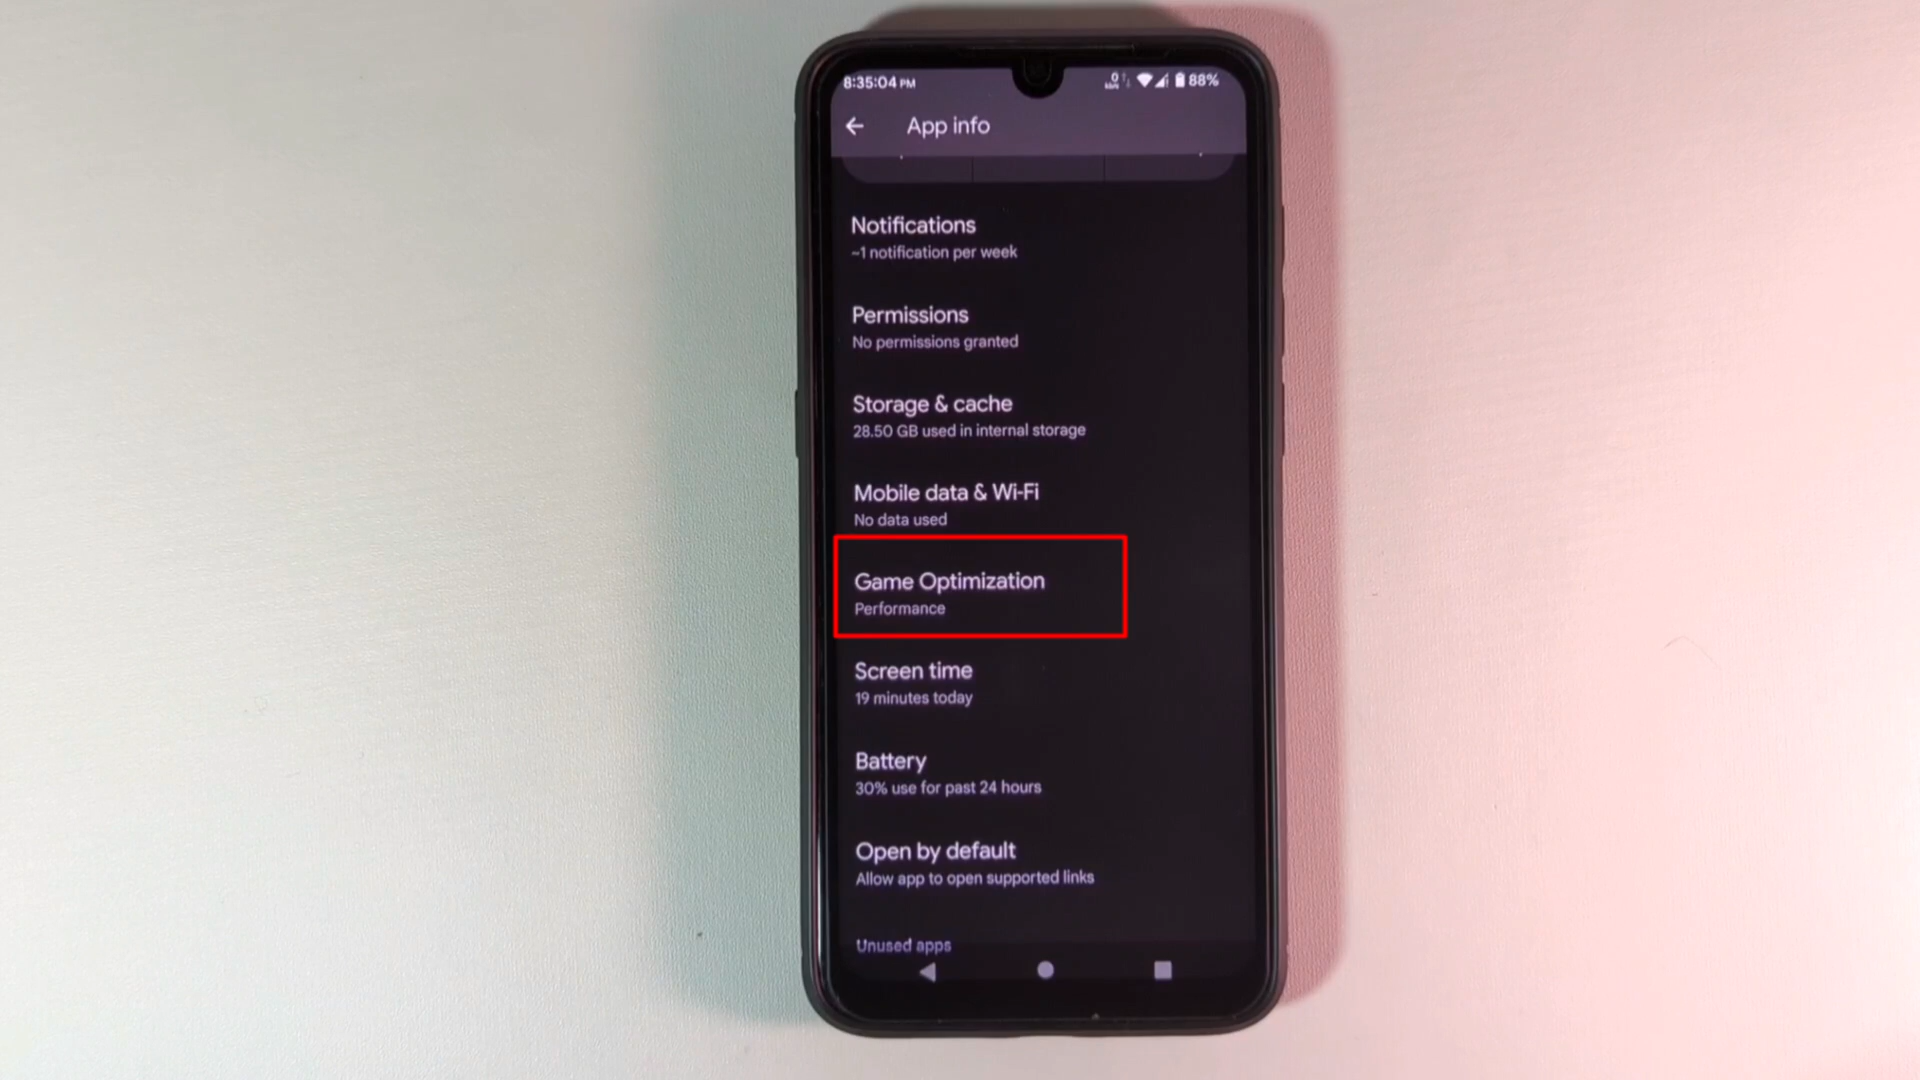 8:35:04 PM
0 88%
App info
Notifications
~1 notification per week
Permissions
No permissions granted
Storage & cache
28.50 GB used in internal storage
Mobile data & Wi-Fi
No data used
Game Optimization
Performance
Screen time
19 minutes today
Battery
30% use for past 24 hours
Open by default
Allow app to open supported links
Unused apps